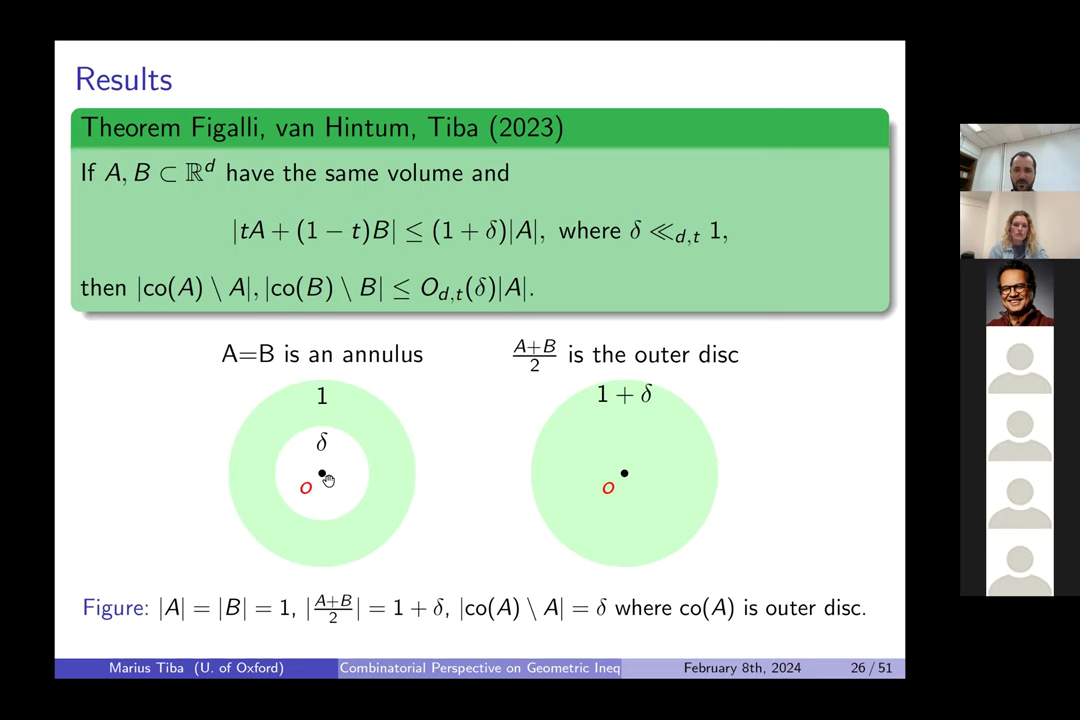 Results
Theorem Figalli, van Hintum, Tiba (2023)
If A, B ⊂ ℝᵈ have the same volume and
|tA + (1 − t)B| ≤ (1 + δ)|A|, where δ ≪_{d,t} 1,
then |co(A) \ A|, |co(B) \ B| ≤ O_{d,t}(δ)|A|.
A=B is an annulus
A+B/2 is the outer disc
1
δ
o
1 + δ
o
Figure: |A| = |B| = 1, |A+B/2| = 1 + δ, |co(A) \ A| = δ where co(A) is outer disc.
Marius Tiba (U. of Oxford)
Combinatorial Perspective on Geometric Ineq
February 8th, 2024
26 / 51